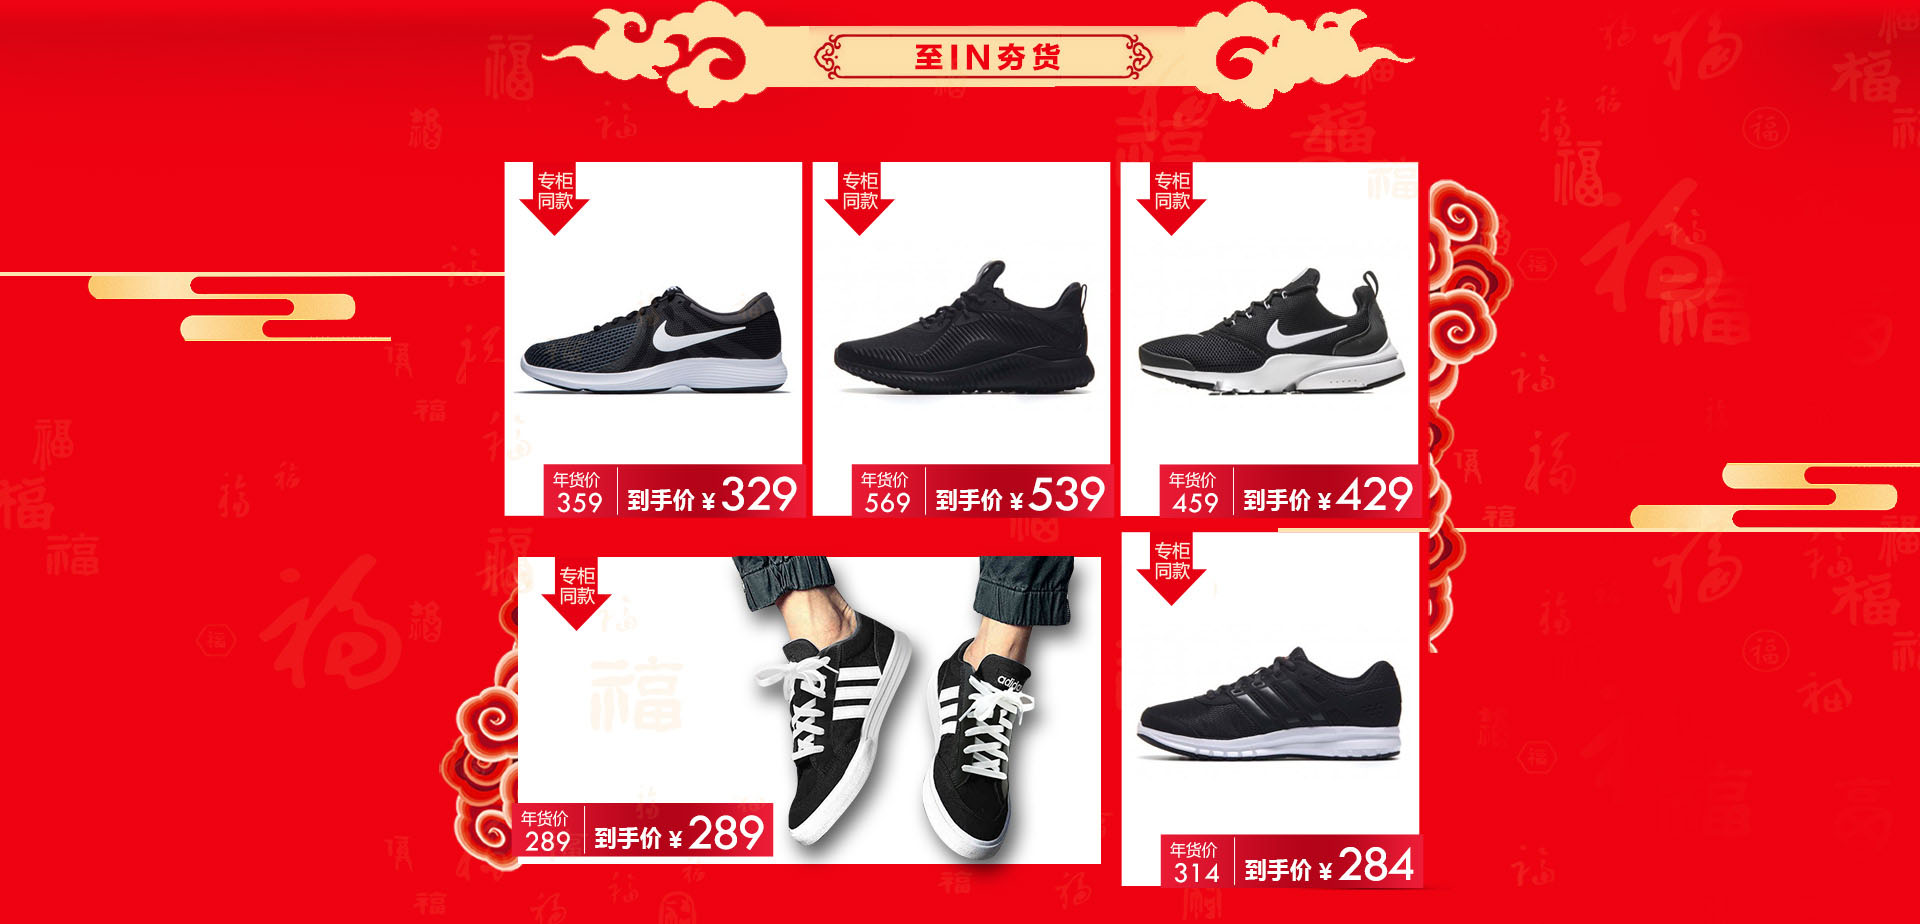 至IN夯货
专柜
同款
年货价
359
到手价 ¥ 329
专柜
同款
年货价
569
到手价 ¥ 539
专柜
同款
年货价
459
到手价 ¥ 429
专柜
同款
adidas
年货价
289
到手价 ¥ 289
专柜
同款
年货价
314
到手价 ¥ 284
福